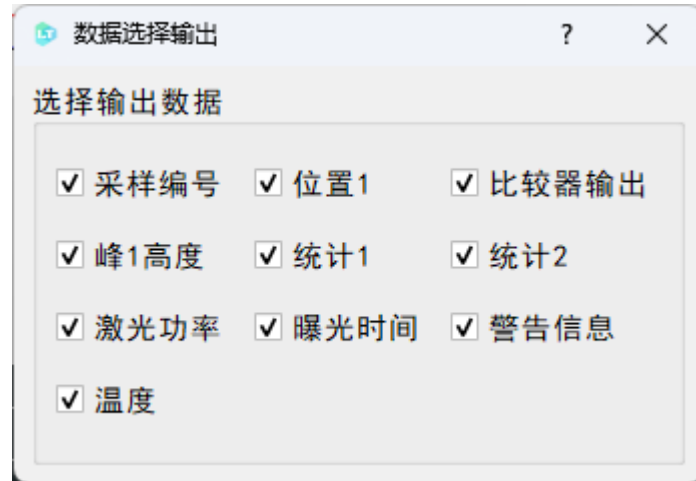 数据选择输出 ?
选择输出数据
采样编号 位置1 比较器输出
峰1高度 统计1 统计2
激光功率 曝光时间 警告信息
温度